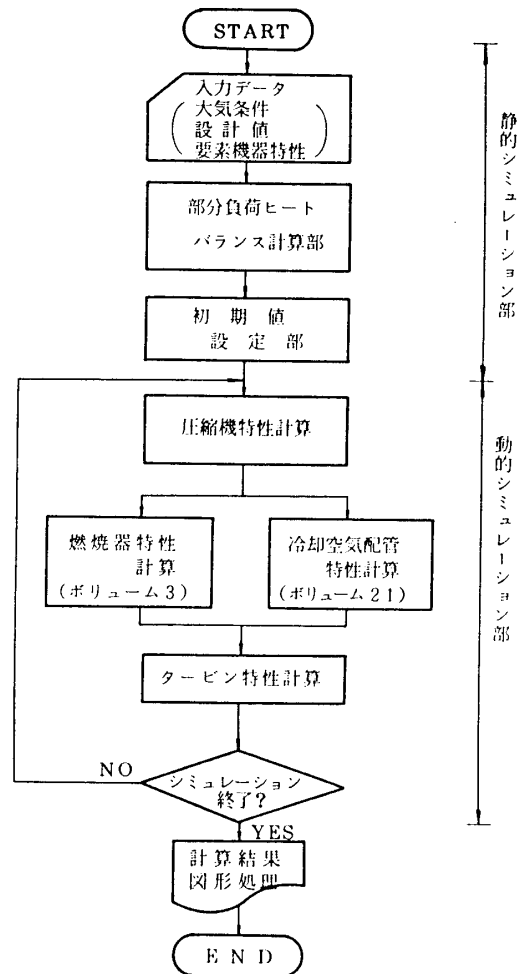 START
入力データ
大気条件
設計値
要素機器特性
部分負荷ヒート
バランス計算部
初期値
設定部
静的シミュレーション部
圧縮機特性計算
燃焼器特性
計算
(ボリューム3)
冷却空気配管
特性計算
(ボリューム21)
タービン特性計算
動的シミュレーション部
NO
シミュレーション
終了?
YES
計算結果
図形処理
END